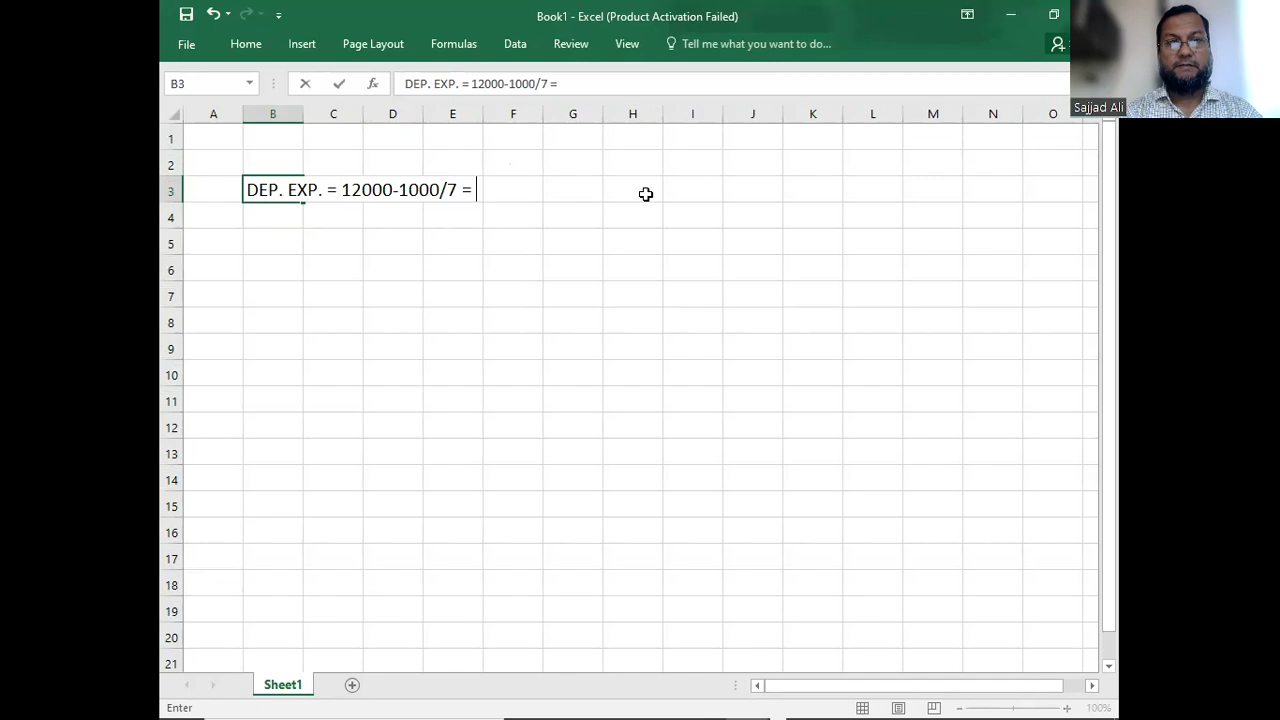 Book1 - Excel (Product Activation Failed)
File Home Insert Page Layout Formulas Data Review View Tell me what you want to do...
B3 fx DEP. EXP. = 12000-1000/7 =
Sajjad Ali
A B C D E F G H I J K L M N O
1
2
3 DEP. EXP. = 12000-1000/7 =
4
5
6
7
8
9
10
11
12
13
14
15
16
17
18
19
20
21
Sheet1
Enter 100%